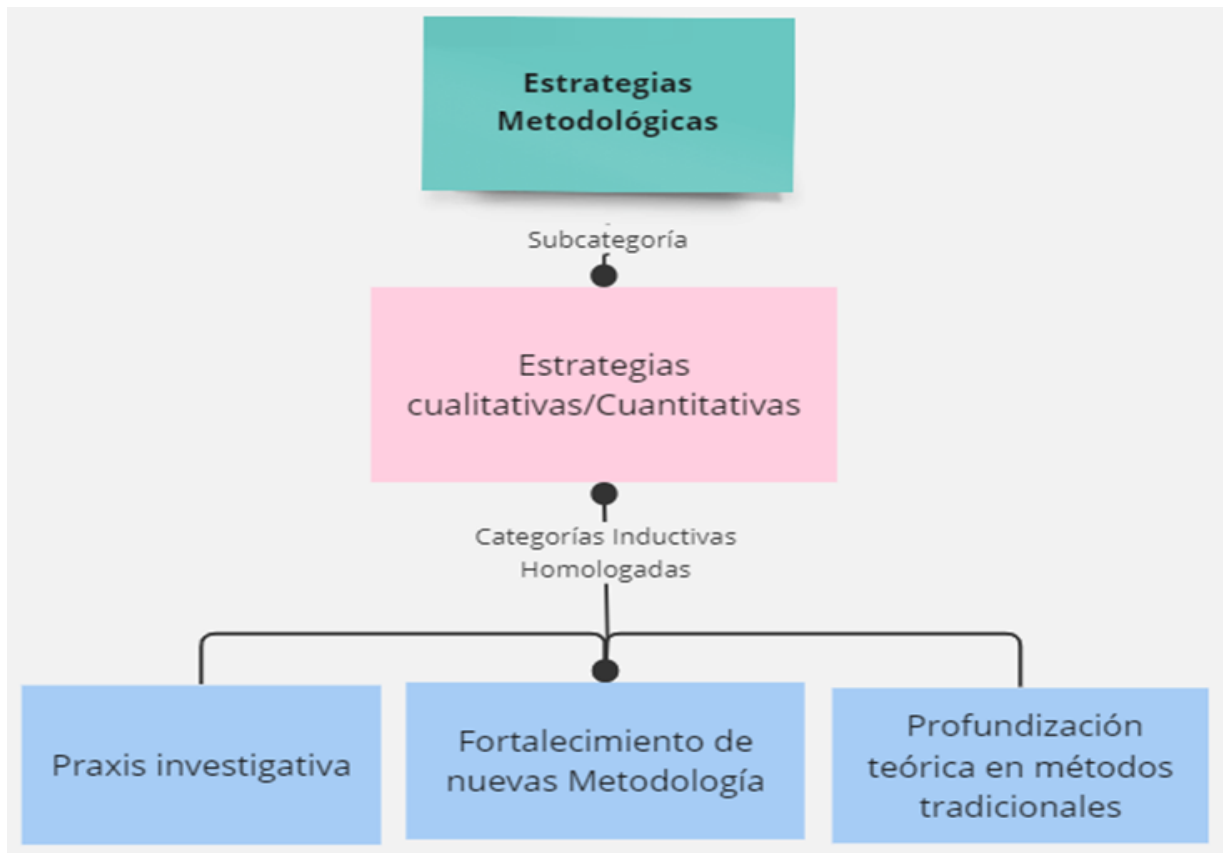 Estrategias
Metodológicas
Subcategoría
Estrategias
cualitativas/Cuantitativas
Categorías Inductivas
Homologadas
Praxis investigativa
Fortalecimiento de
nuevas Metodología
Profundización
teórica en métodos
tradicionales